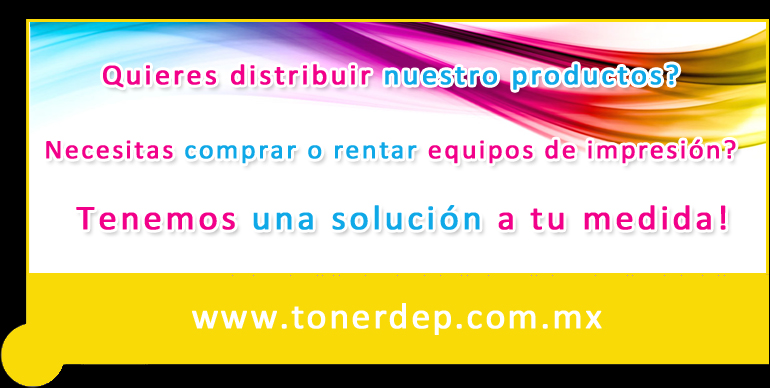 Quieres distribuir nuestro productos?
Necesitas comprar o rentar equipos de impresión?
Tenemos una solución a tu medida!
www.tonerdep.com.mx